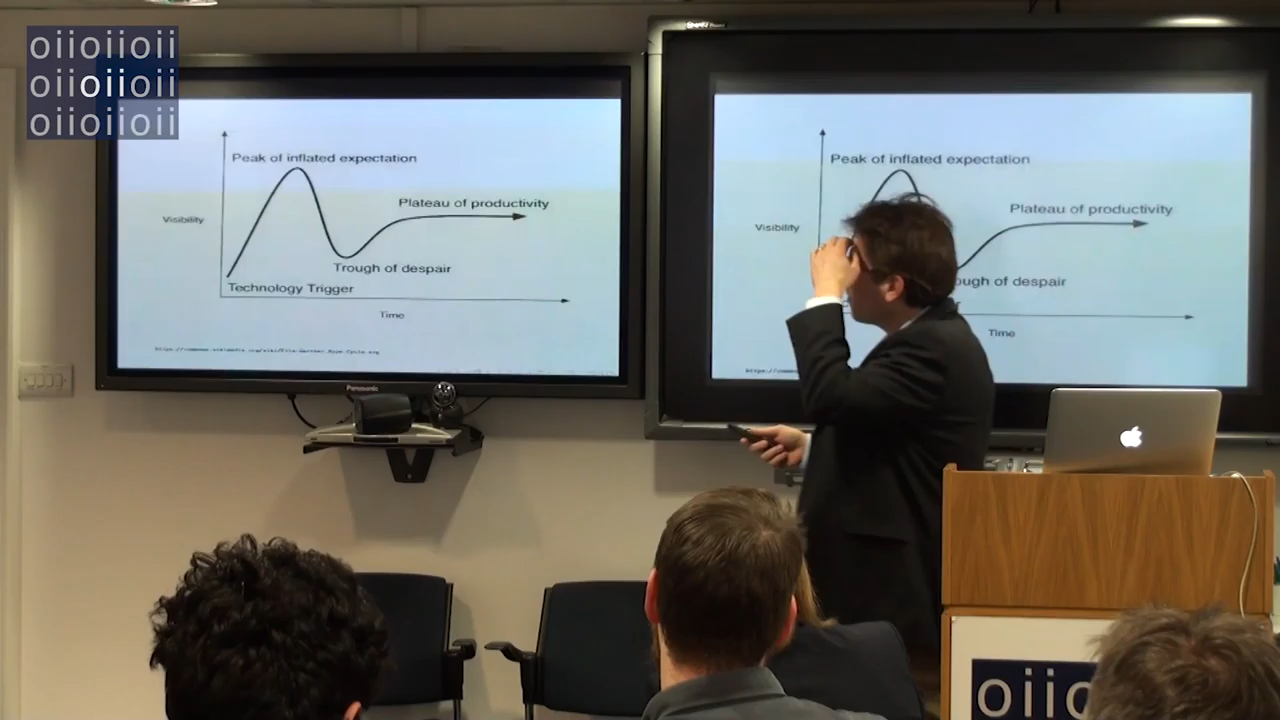 oiioiioii
oiioiioii
oiioiioii
Peak of inflated expectation
Plateau of productivity
Visibility
Trough of despair
Technology Trigger
Time
Panasonic
Peak of inflated expectation
Plateau of productivity
Visibility
ough of despair
Time
oiio